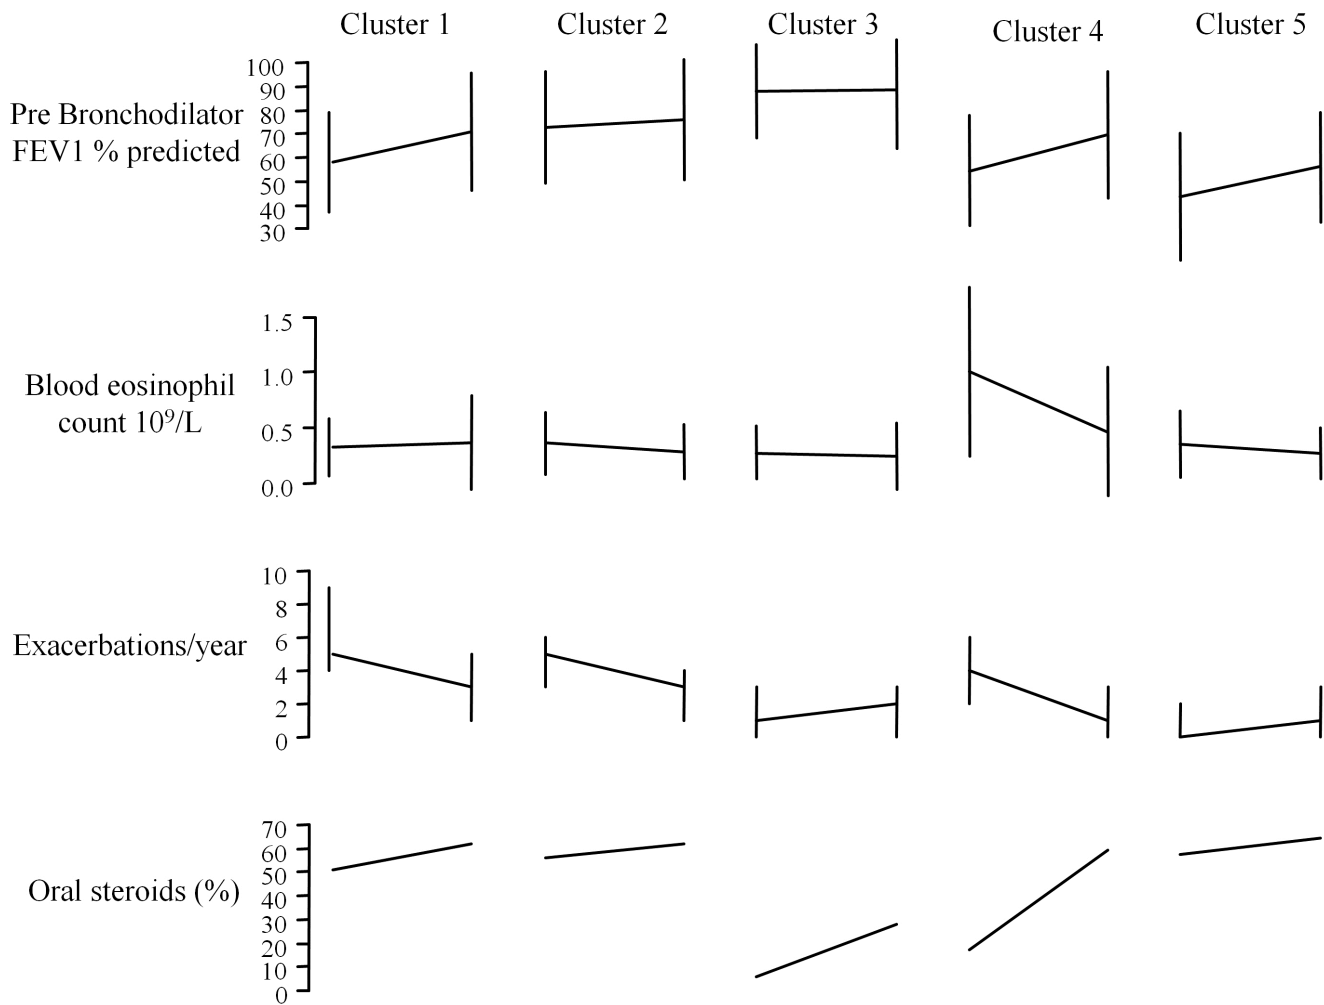 Cluster 1
Cluster 2
Cluster 3
Cluster 4
Cluster 5
Pre Bronchodilator
FEV1 % predicted
100
90
80
70
60
50
40
30
Blood eosinophil
count 10⁹/L
1.5
1.0
0.5
0.0
Exacerbations/year
10
8
6
4
2
0
Oral steroids (%)
70
60
50
40
30
20
10
0